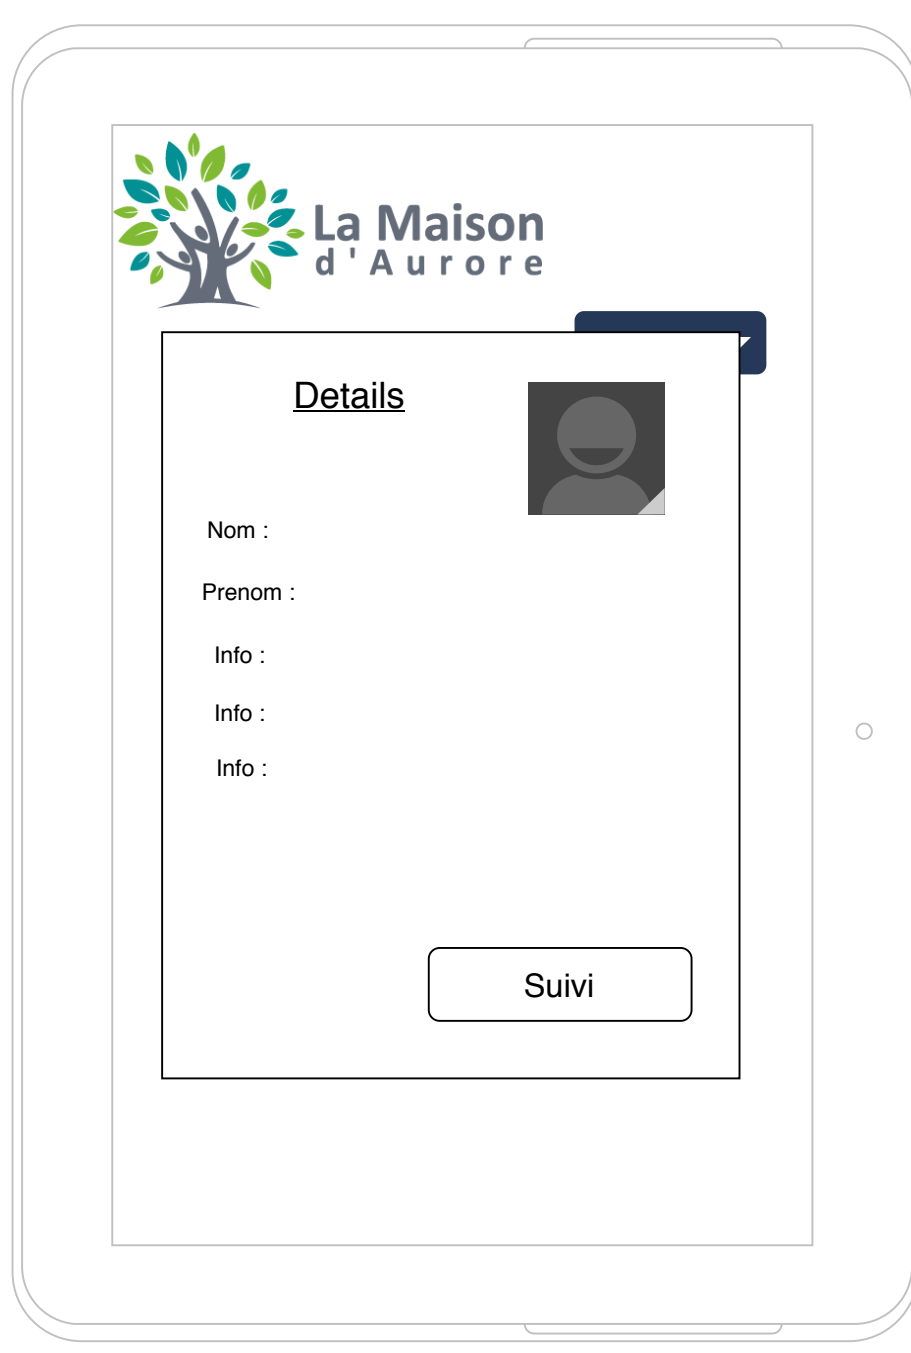 La Maison
d'Aurore
Details
Nom :
Prenom :
Info :
Info :
Info :
Suivi